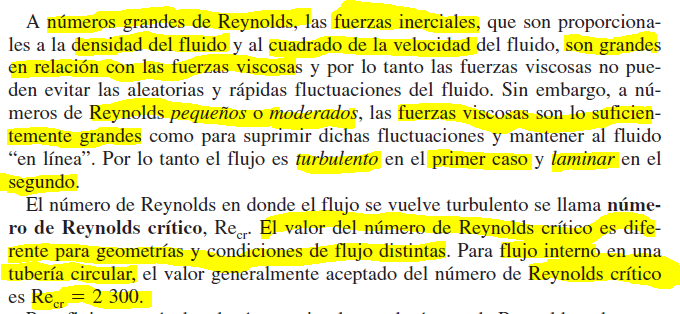 A números grandes de Reynolds, las fuerzas inerciales, que son proporciona-
les a la densidad del fluido y al cuadrado de la velocidad del fluido, son grandes
en relación con las fuerzas viscosas y por lo tanto las fuerzas viscosas no pue-
den evitar las aleatorias y rápidas fluctuaciones del fluido. Sin embargo, a nú-
meros de Reynolds pequeños o moderados, las fuerzas viscosas son lo suficien-
temente grandes como para suprimir dichas fluctuaciones y mantener al fluido
“en línea”. Por lo tanto el flujo es turbulento en el primer caso y laminar en el
segundo.
El número de Reynolds en donde el flujo se vuelve turbulento se llama núme-
ro de Reynolds crítico, Recr. El valor del número de Reynolds crítico es dife-
rente para geometrías y condiciones de flujo distintas. Para flujo interno en una
tubería circular, el valor generalmente aceptado del número de Reynolds crítico
es Recr = 2 300.